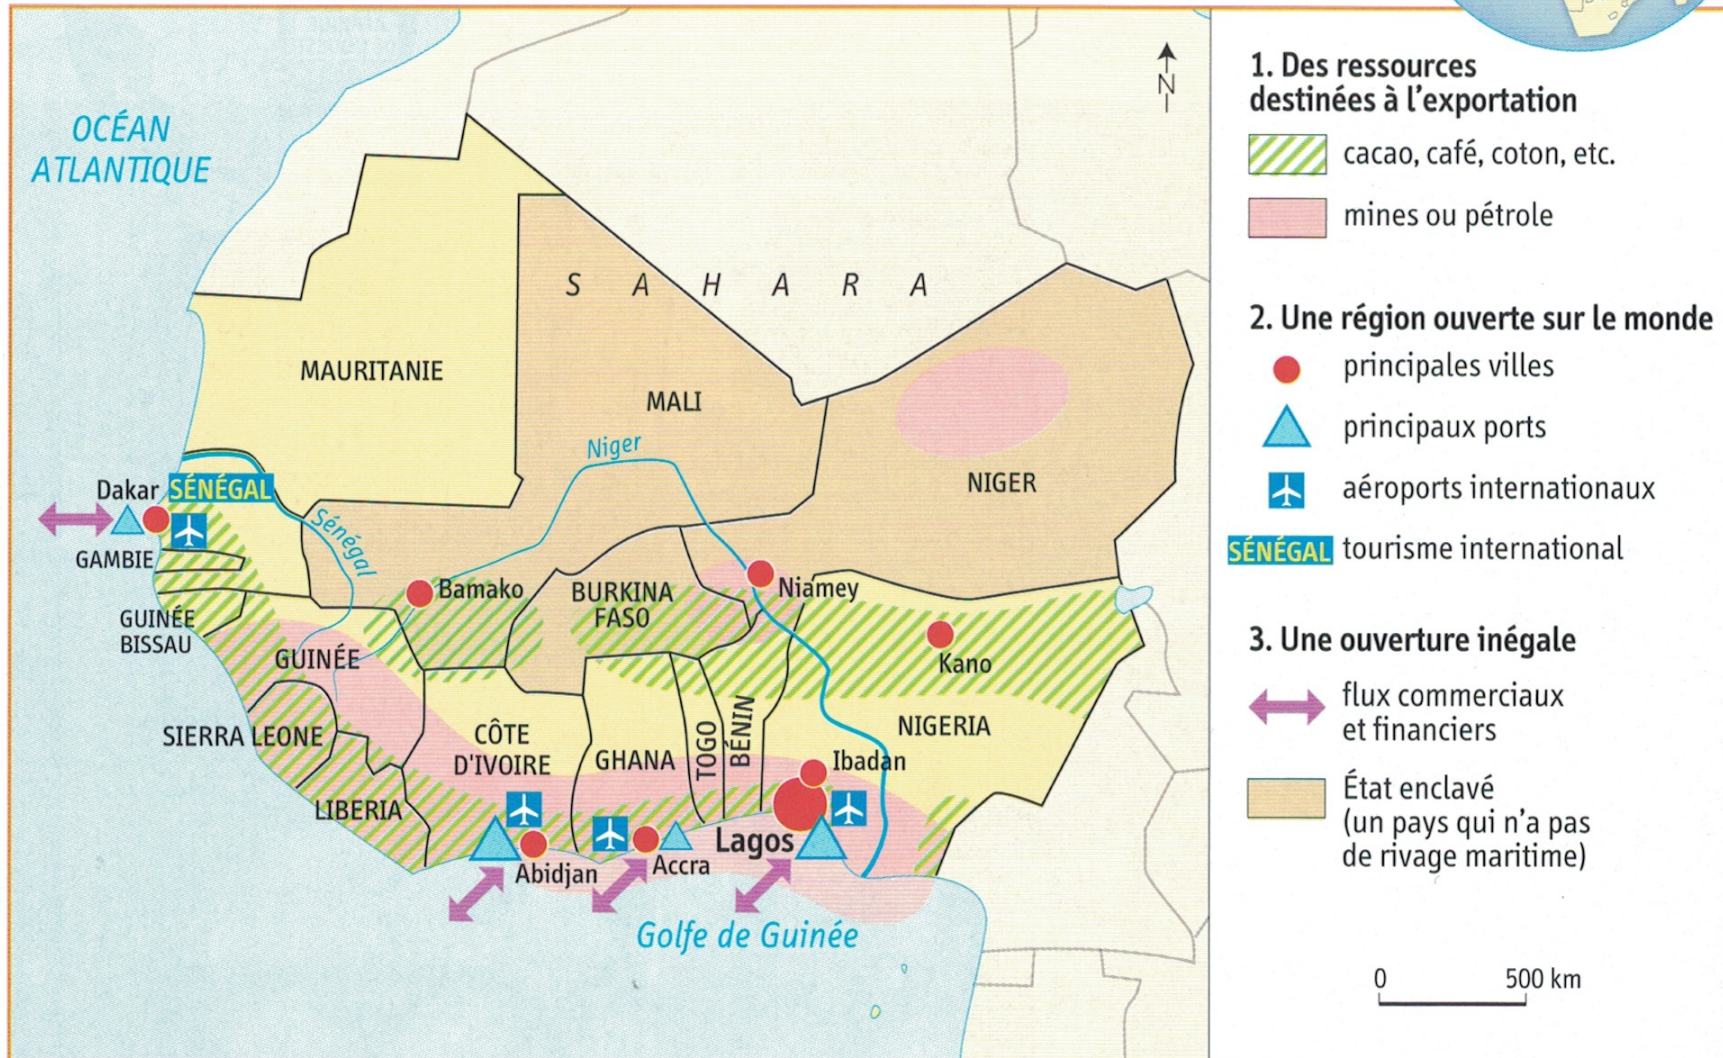 OCÉAN
ATLANTIQUE
N
S A H A R A
MAURITANIE
MALI
Niger
NIGER
Dakar
SÉNÉGAL
Sénégal
GAMBIE
Bamako
BURKINA
FASO
Niamey
GUINÉE
BISSAU
GUINÉE
Kano
SIERRA LEONE
CÔTE
D'IVOIRE
GHANA
TOGO
BÉNIN
NIGERIA
Ibadan
LIBERIA
Lagos
Abidjan
Accra
Golfe de Guinée
1. Des ressources
destinées à l'exportation
cacao, café, coton, etc.
mines ou pétrole
2. Une région ouverte sur le monde
principales villes
principaux ports
aéroports internationaux
SÉNÉGAL tourisme international
3. Une ouverture inégale
flux commerciaux
et financiers
État enclavé
(un pays qui n'a pas
de rivage maritime)
0 500 km